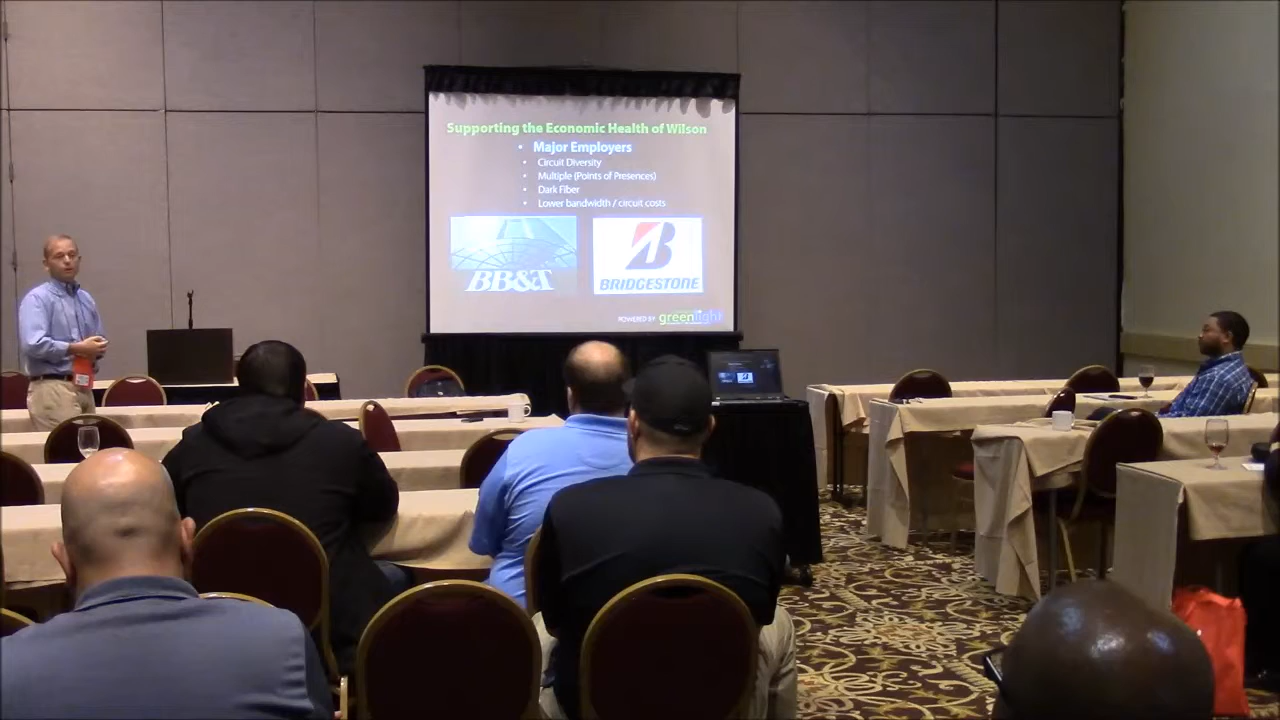 Supporting the Economic Health of Wilson
• Major Employers
• Circuit Diversity
• Multiple (Points of Presences)
• Dark Fiber
• Lower bandwidth / circuit costs
BB&T
BRIDGESTONE
POWERED BY greenlight